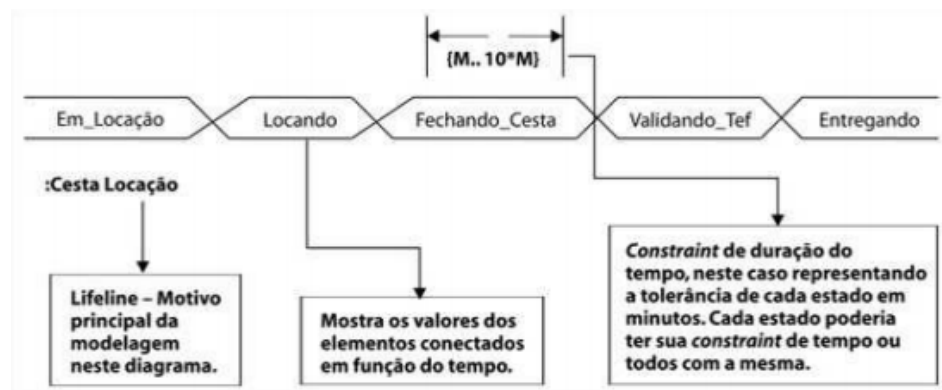 {M.. 10*M}
Em_Locação
Locando
Fechando_Cesta
Validando_Tef
Entregando
:Cesta Locação
Lifeline – Motivo
principal da
modelagem
neste diagrama.
Mostra os valores dos
elementos conectados
em função do tempo.
Constraint de duração do
tempo, neste caso representando
a tolerância de cada estado em
minutos. Cada estado poderia
ter sua constraint de tempo ou
todos com a mesma.